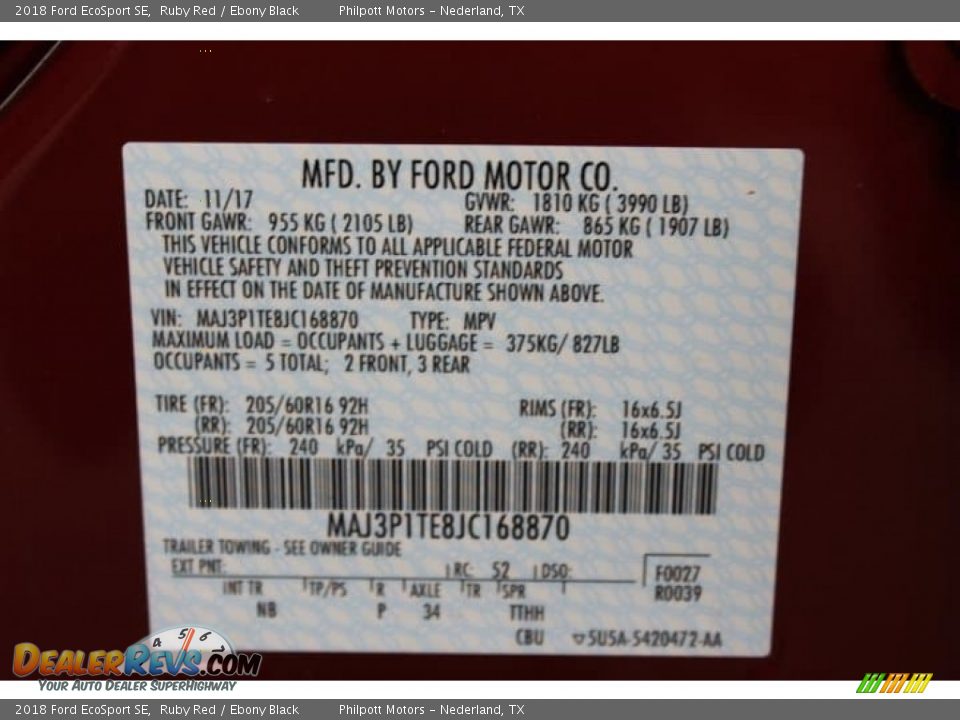 2018 Ford EcoSport SE, Ruby Red / Ebony Black Philpott Motors - Nederland, TX
MFD. BY FORD MOTOR CO.
DATE: 11/17 GVWR: 1810 KG ( 3990 LB)
FRONT GAWR: 955 KG ( 2105 LB) REAR GAWR: 865 KG ( 1907 LB)
THIS VEHICLE CONFORMS TO ALL APPLICABLE FEDERAL MOTOR
VEHICLE SAFETY AND THEFT PREVENTION STANDARDS
IN EFFECT ON THE DATE OF MANUFACTURE SHOWN ABOVE.
VIN: MAJ3P1TE8JC168870 TYPE: MPV
MAXIMUM LOAD = OCCUPANTS + LUGGAGE = 375KG/ 827LB
OCCUPANTS = 5 TOTAL; 2 FRONT, 3 REAR
TIRE (FR): 205/60R16 92H RIMS (FR): 16x6.5J
(RR): 205/60R16 92H (RR): 16x6.5J
PRESSURE (FR): 240 kPa/ 35 PSI COLD (RR): 240 kPa/ 35 PSI COLD
MAJ3P1TE8JC168870
TRAILER TOWING - SEE OWNER GUIDE
EXT PNT: RC: 52 DSO: F0027
INT TR TP/PS R AXLE TR SPR R0039
NB P 34 TTHH
CBU 5U5A-5420472-AA
4 5 6
DEALERREVS.COM
YOUR AUTO DEALER SUPERHIGHWAY
2018 Ford EcoSport SE, Ruby Red / Ebony Black Philpott Motors - Nederland, TX